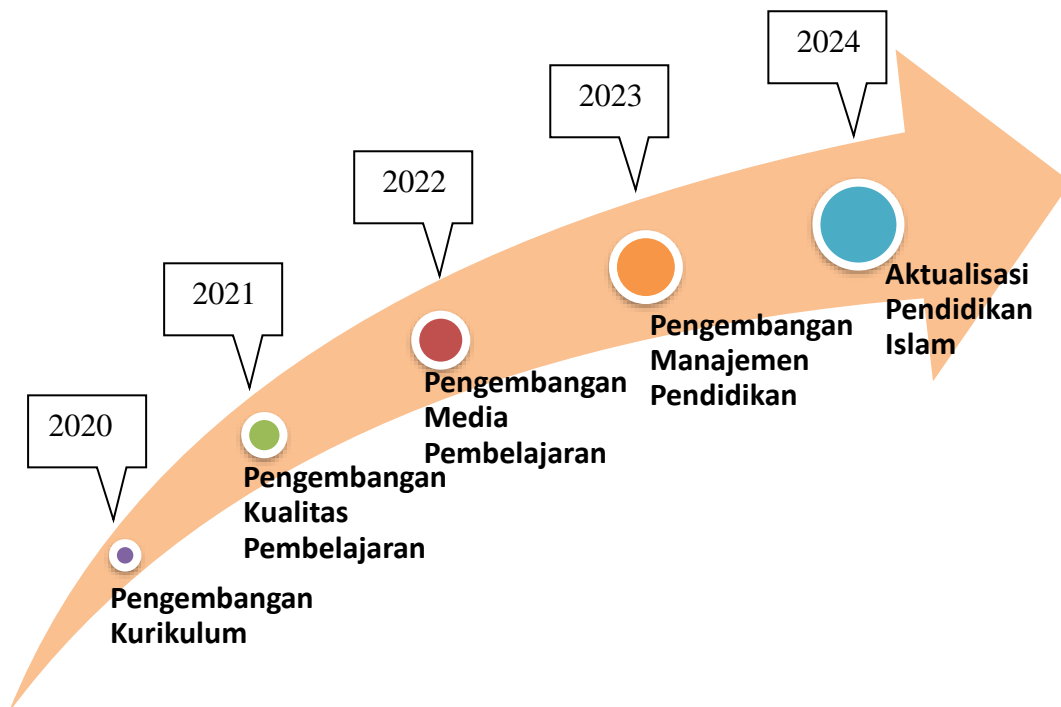 2020
Pengembangan
Kurikulum
2021
Pengembangan
Kualitas
Pembelajaran
2022
Pengembangan
Media
Pembelajaran
2023
Pengembangan
Manajemen
Pendidikan
2024
Aktualisasi
Pendidikan
Islam